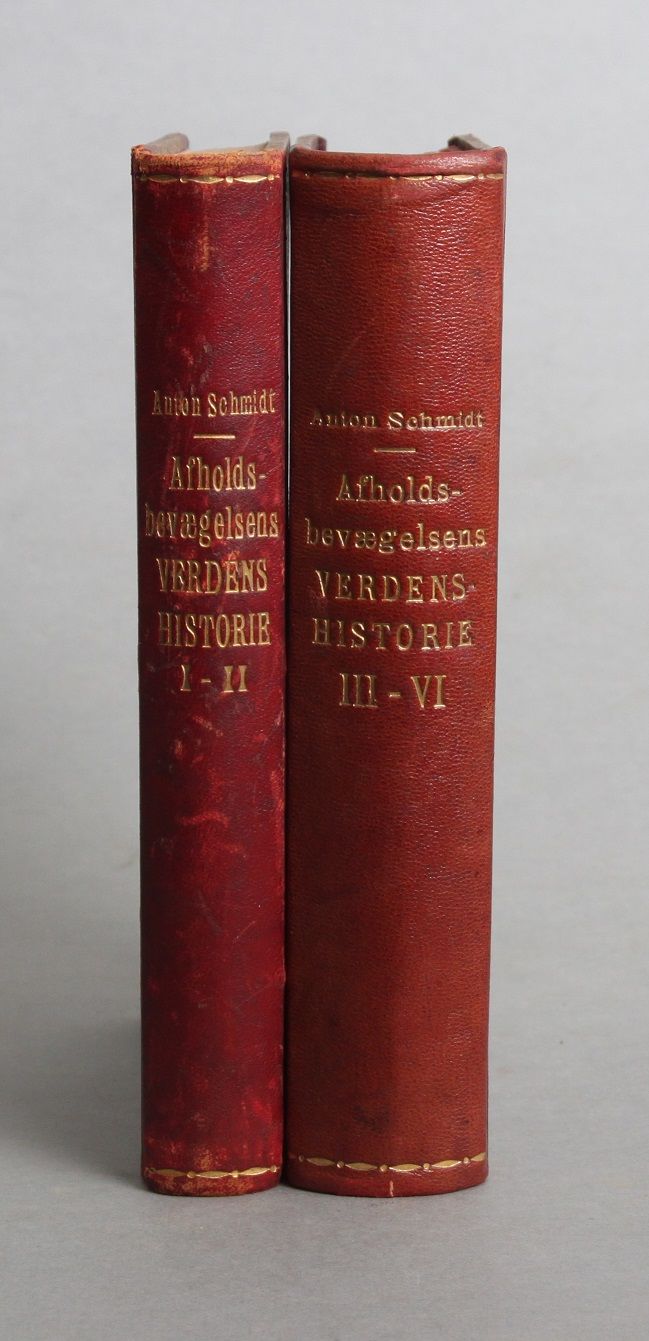 Anton Schmidt
Afholds-
bevægelsens
VERDENS
HISTORIE
I - II
Anton Schmidt
Afholds-
bevægelsens
VERDENS-
HISTORIE
III - VI